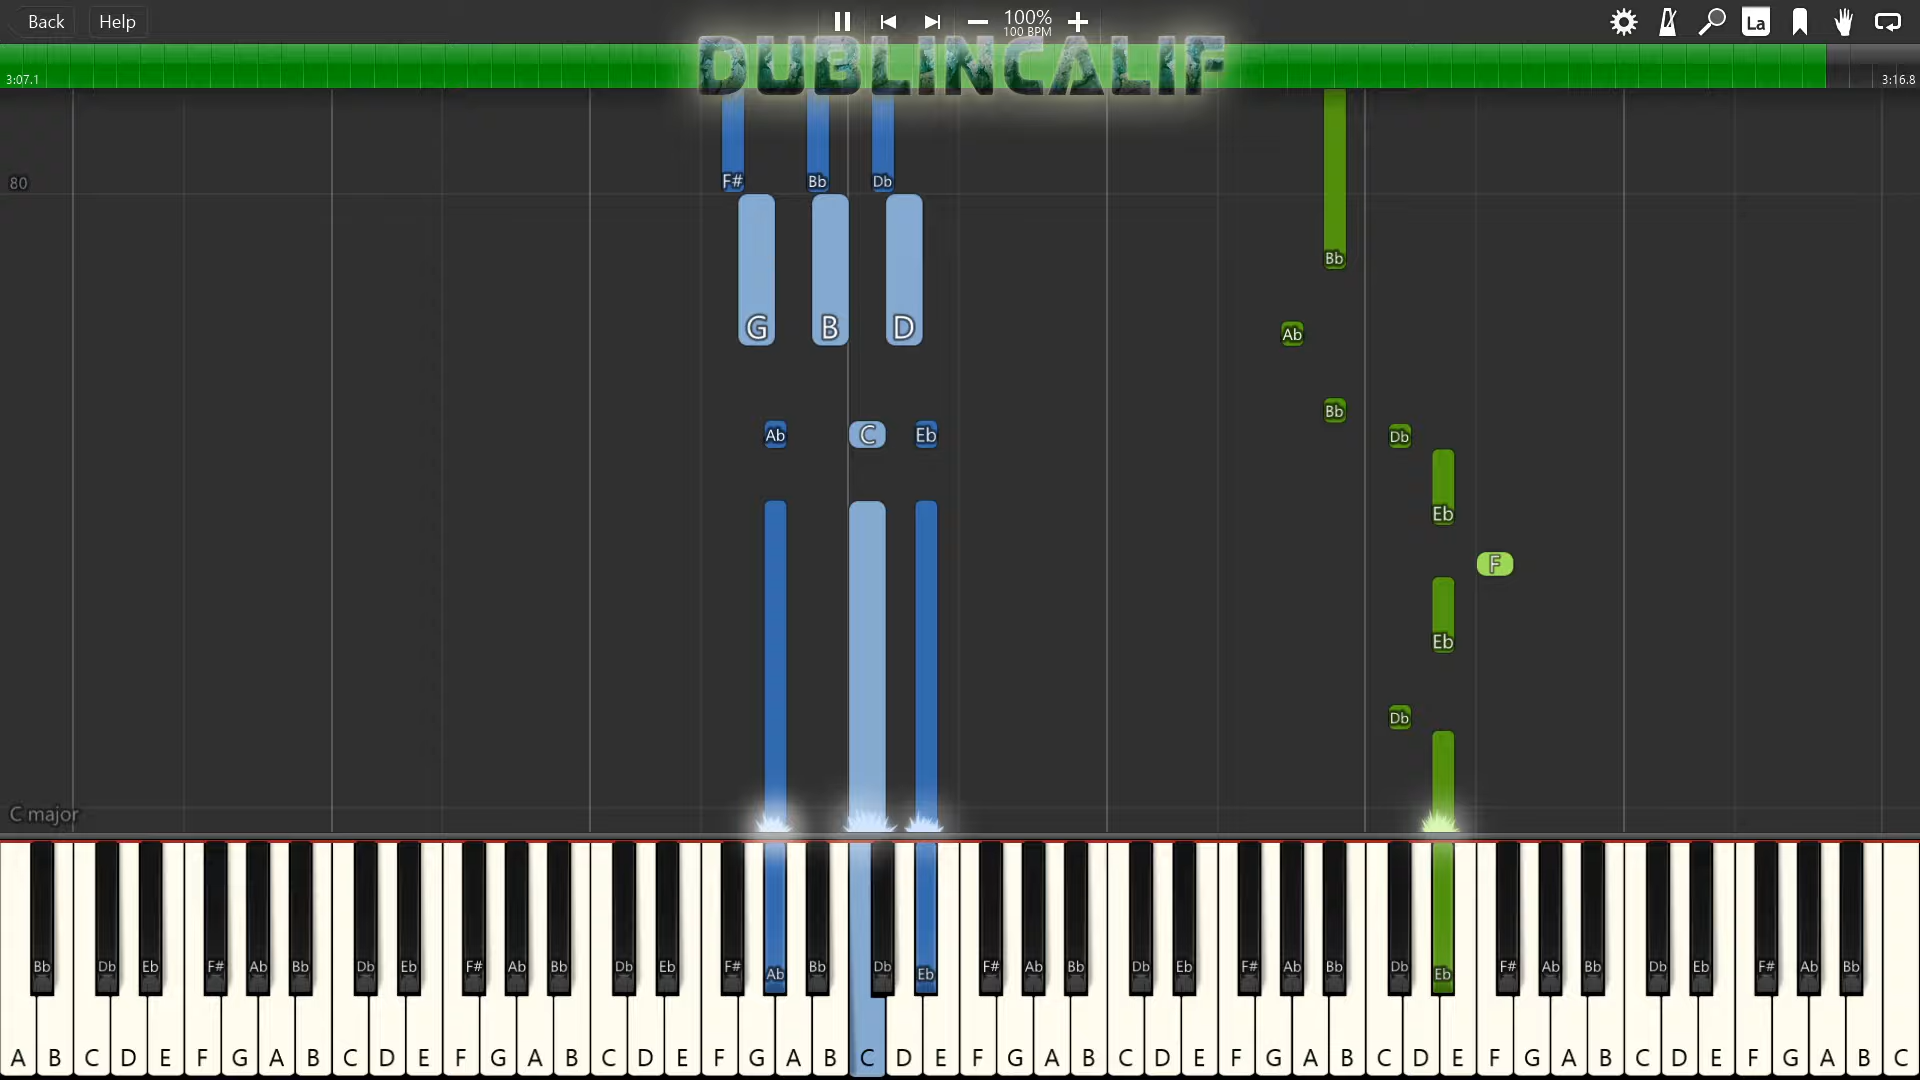 Back Help 100% La
100 BPM
DUBLINCALIF
3:07.1 3:16.8
80 F# Bb Db
Bb
G B D Ab
Bb
Ab C Eb Db
Eb
F
Eb
Db
C major
Bb Db Eb F# Ab Bb Db Eb F# Ab Bb Db Eb F# Ab Bb Db Eb F# Ab Bb Db Eb F# Ab Bb Db Eb F# Ab Bb Db Eb F# Ab Bb
A B C D E F G A B C D E F G A B C D E F G A B C D E F G A B C D E F G A B C D E F G A B C D E F G A B C